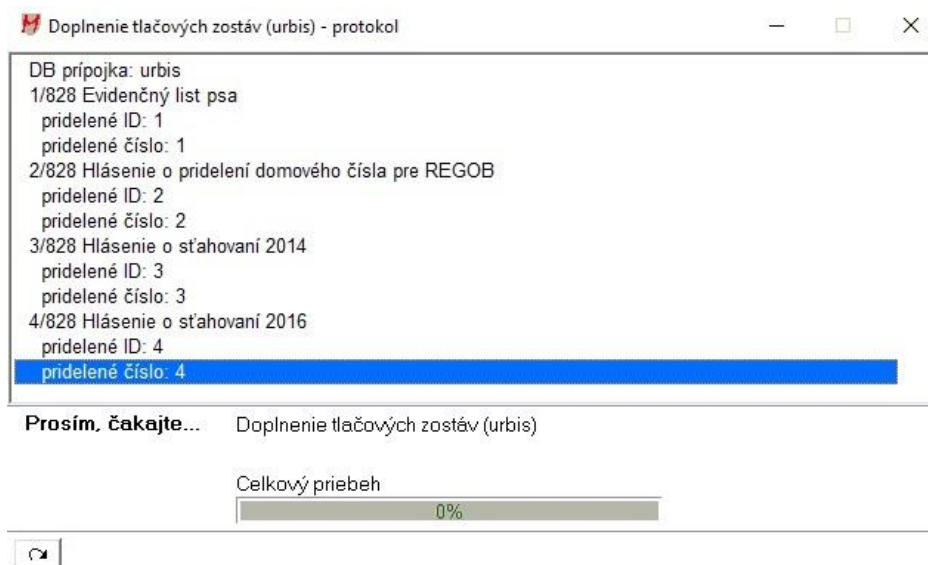 Doplnenie tlačových zostáv (urbis) - protokol
DB prípojka: urbis
1/828 Evidenčný list psa
pridelené ID: 1
pridelené číslo: 1
2/828 Hlásenie o pridelení domového čísla pre REGOB
pridelené ID: 2
pridelené číslo: 2
3/828 Hlásenie o sťahovaní 2014
pridelené ID: 3
pridelené číslo: 3
4/828 Hlásenie o sťahovaní 2016
pridelené ID: 4
pridelené číslo: 4
Prosím, čakajte... Doplnenie tlačových zostáv (urbis)
Celkový priebeh
0%